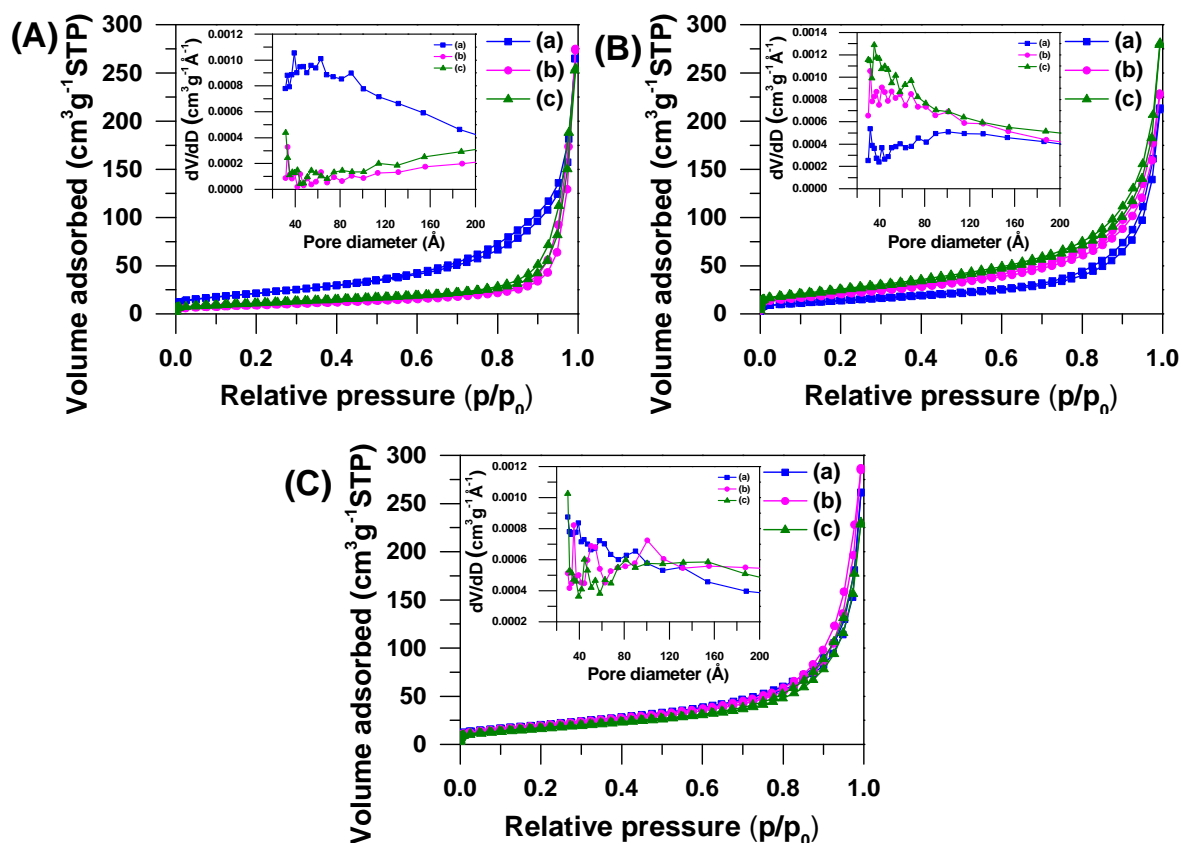 (A)
Volume adsorbed (cm³g⁻¹STP)
300
250
200
150
100
50
0
0.0 0.2 0.4 0.6 0.8 1.0
Relative pressure (p/p₀)
(a)
(b)
(c)
dV/dD (cm³g⁻¹Å⁻¹)
0.0012
0.0010
0.0008
0.0006
0.0004
0.0002
0.0000
40 80 120 160 200
Pore diameter (Å)
(a)
(b)
(c)
(B)
Volume adsorbed (cm³g⁻¹STP)
300
250
200
150
100
50
0
0.0 0.2 0.4 0.6 0.8 1.0
Relative pressure (p/p₀)
(a)
(b)
(c)
dV/dD (cm³g⁻¹Å⁻¹)
0.0014
0.0012
0.0010
0.0008
0.0006
0.0004
0.0002
0.0000
40 80 120 160 200
Pore diameter (Å)
(a)
(b)
(c)
(C)
Volume adsorbed (cm³g⁻¹STP)
300
250
200
150
100
50
0
0.0 0.2 0.4 0.6 0.8 1.0
Relative pressure (p/p₀)
(a)
(b)
(c)
dV/dD (cm³g⁻¹Å⁻¹)
0.0012
0.0010
0.0008
0.0006
0.0004
0.0002
40 80 120 160 200
Pore diameter (Å)
(a)
(b)
(c)